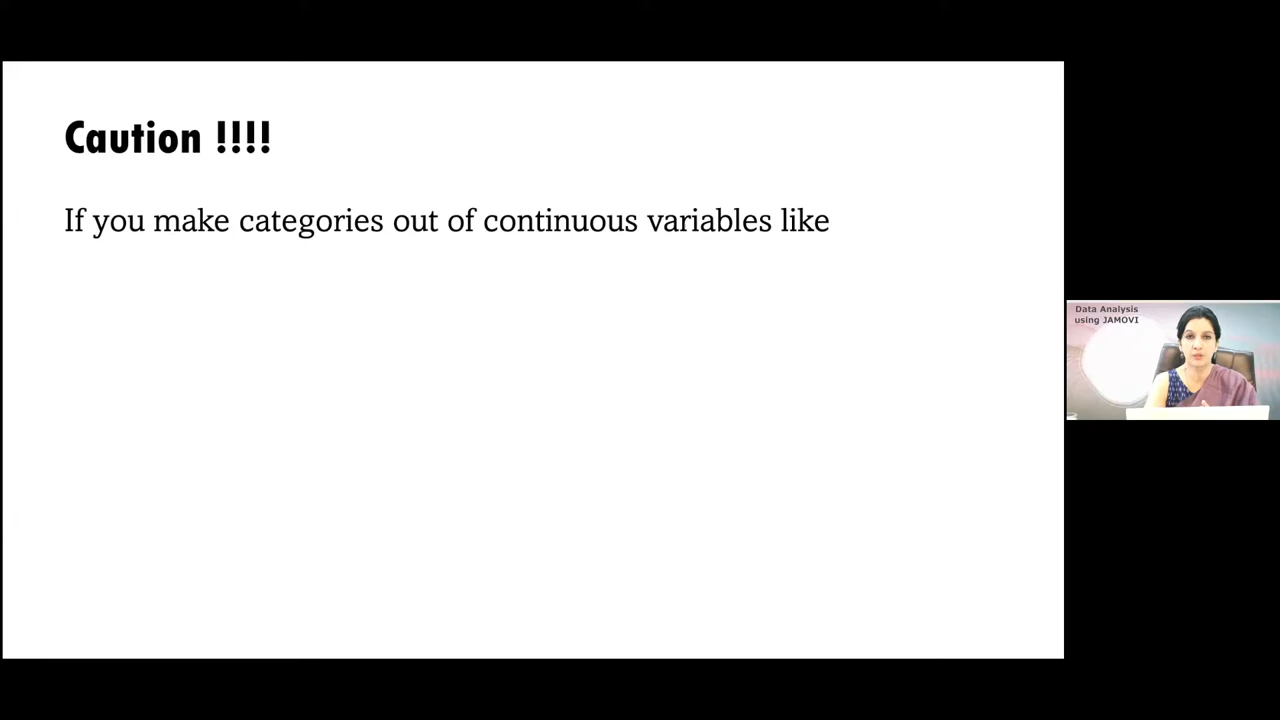 Caution !!!!
If you make categories out of continuous variables like
Data Analysis
using JAMOVI